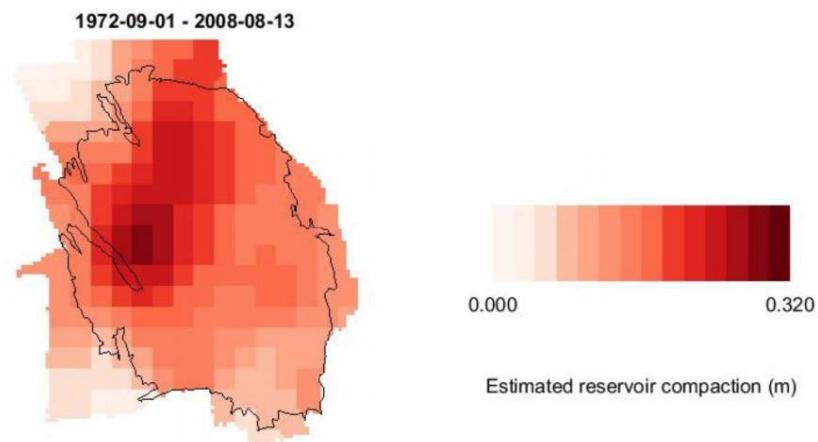 1972-09-01 - 2008-08-13
0.000 0.320
Estimated reservoir compaction (m)